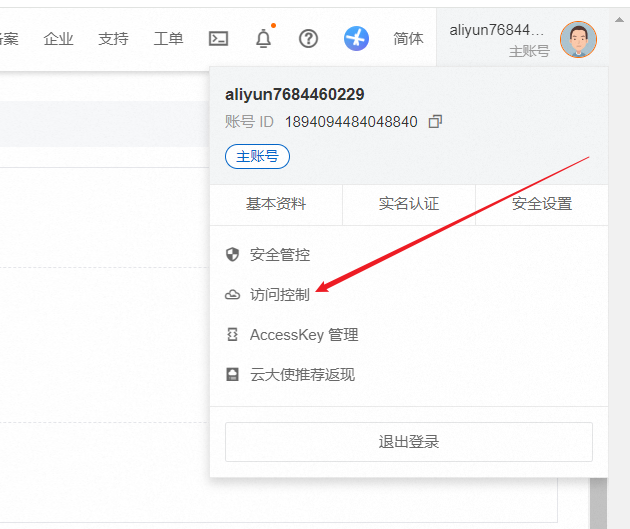 备案 企业 支持 工单 简体 aliyun76844...
主账号
aliyun7684460229
账号 ID 1894094484048840
主账号
基本资料 实名认证 安全设置
安全管控
访问控制
AccessKey 管理
云大使推荐返现
退出登录